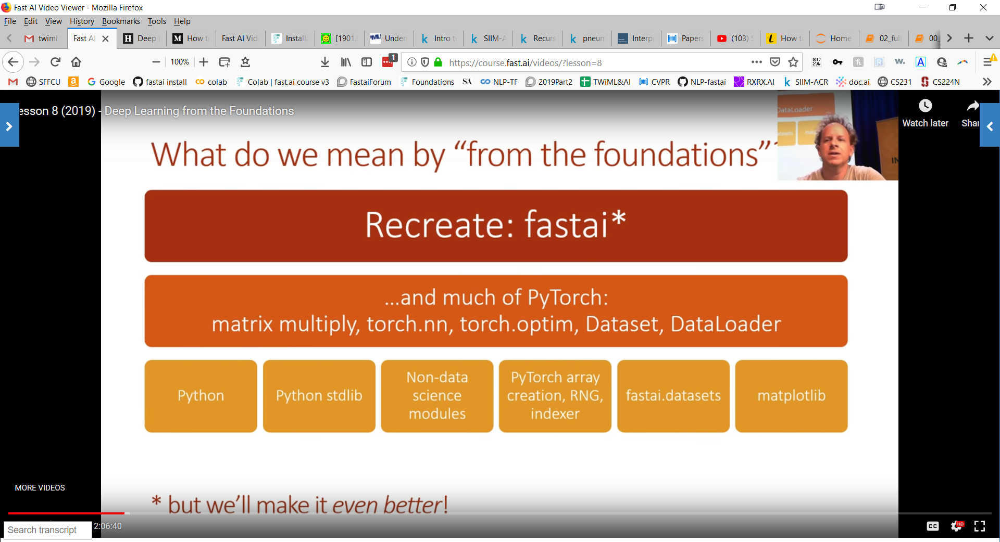 Fast AI Video Viewer - Mozilla Firefox
File Edit View History Bookmarks Tools Help
twiml Fast AI Deep How t Fast AI Vid Installa [1901. Under Intro t SIIM-A Recurs pneum Interp Papers (103) How t Home 02_full 00_
100% 1 https://course.fast.ai/videos/?lesson=8
SFFCU Google fastai install colab Colab | fast.ai course v3 FastaiForum Foundations SA NLP-TF 2019Part2 TWiML&AI CVPR NLP-fastai RXRX.AI SIIM-ACR doc.ai CS231 CS224N
esson 8 (2019) - Deep Learning from the Foundations
Watch later Shar
DataLoader
IN
What do we mean by “from the foundations”
Recreate: fastai*
...and much of PyTorch:
matrix multiply, torch.nn, torch.optim, Dataset, DataLoader
Python
Python stdlib
Non-data
science
modules
PyTorch array
creation, RNG,
indexer
fastai.datasets
matplotlib
MORE VIDEOS
* but we’ll make it even better!
Search transcript
2:06:40
CC HD